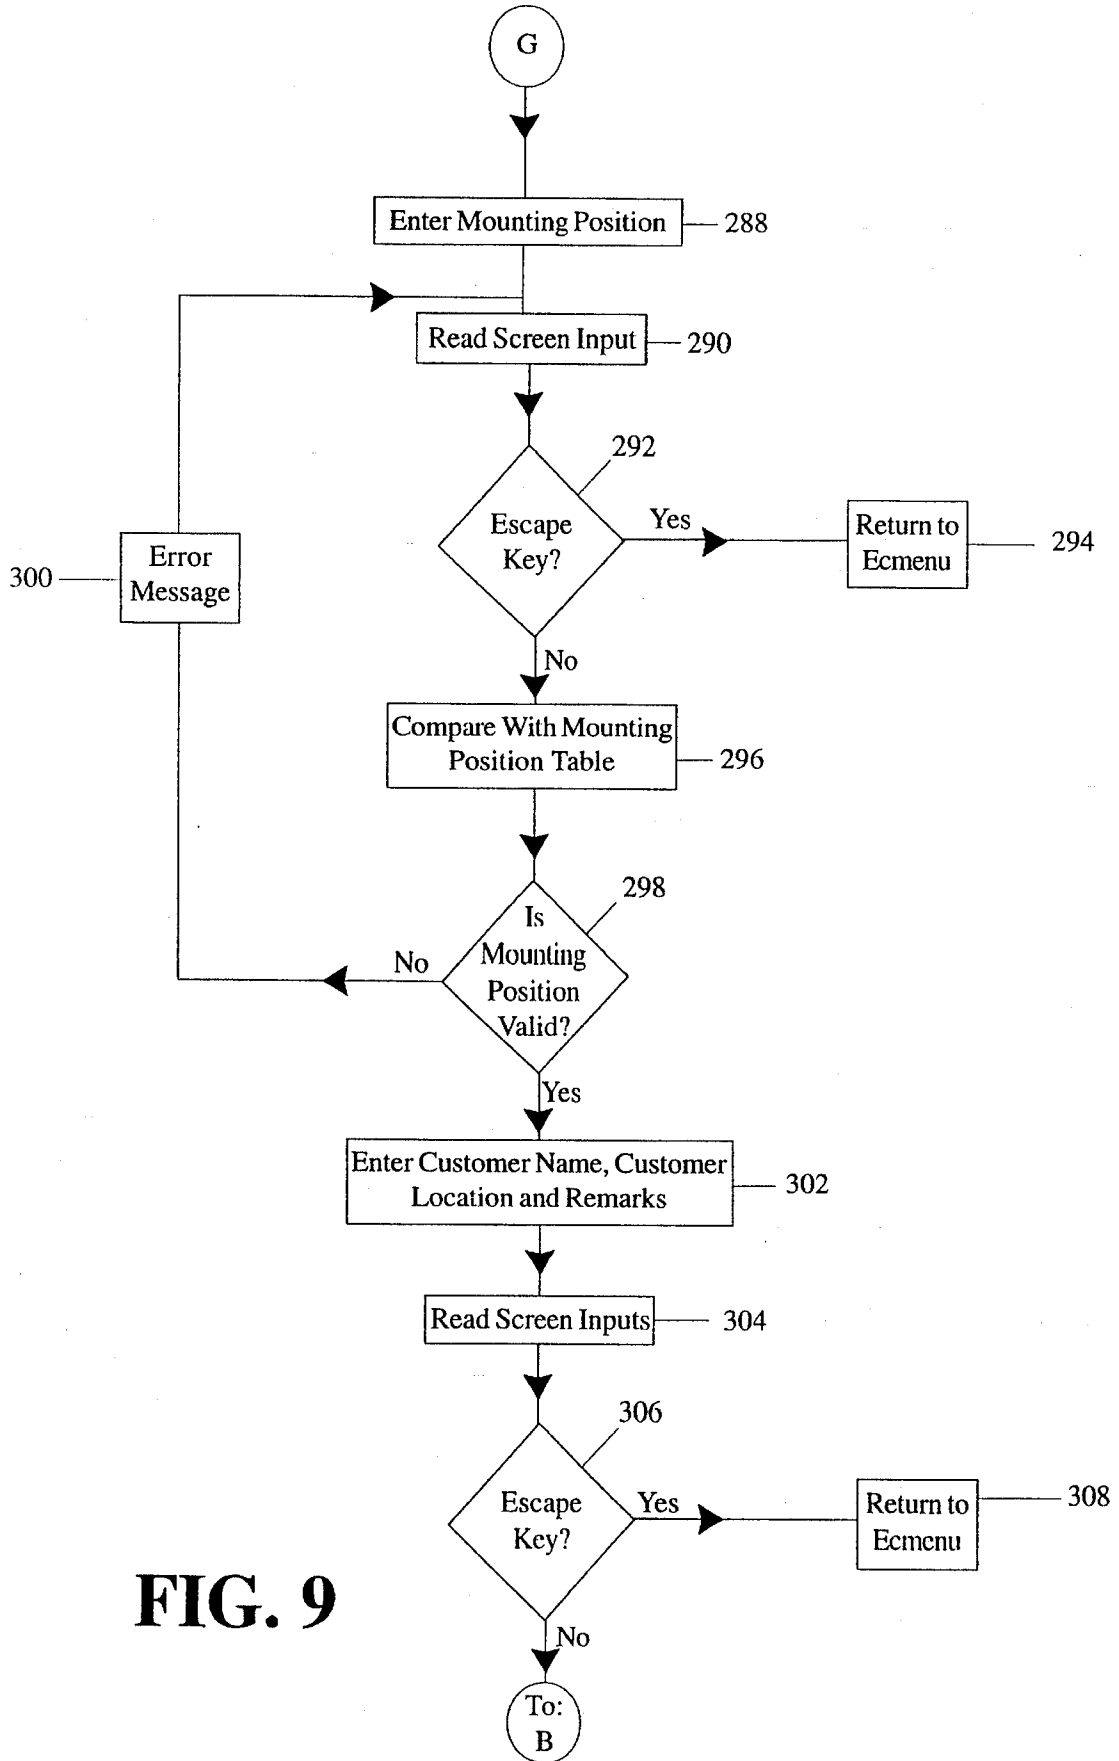 G
Enter Mounting Position
288
Read Screen Input
290
292
Escape
Key?
Yes
Return to
Ecmenu
294
Error
Message
300
No
Compare With Mounting
Position Table
296
298
Is
Mounting
Position
Valid?
No
Yes
Enter Customer Name, Customer
Location and Remarks
302
Read Screen Inputs
304
306
Escape
Key?
Yes
Return to
Ecmenu
308
FIG. 9
No
To:
B